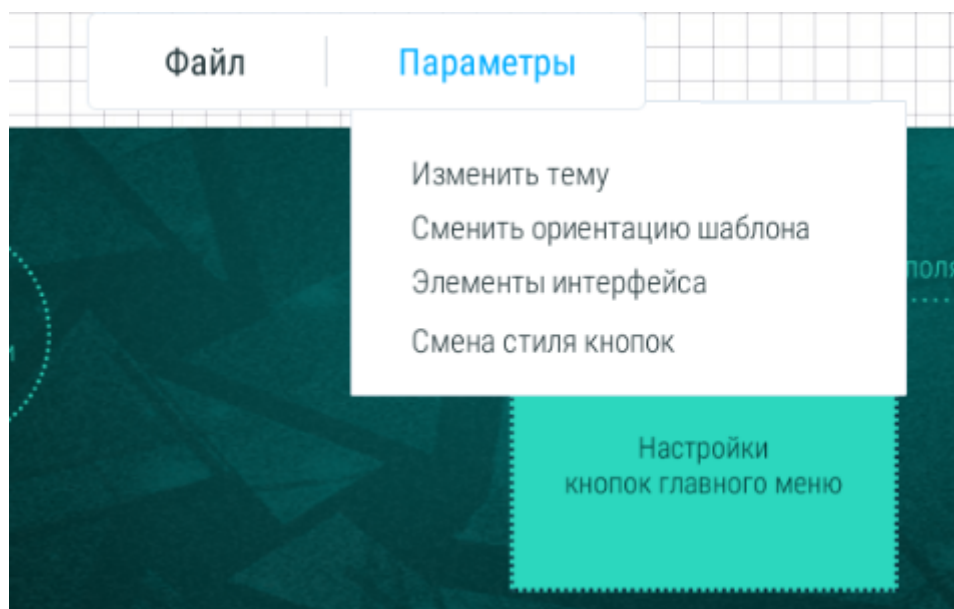 Файл Параметры
Изменить тему
Сменить ориентацию шаблона
Элементы интерфейса
Смена стиля кнопок
Настройки
кнопок главного меню